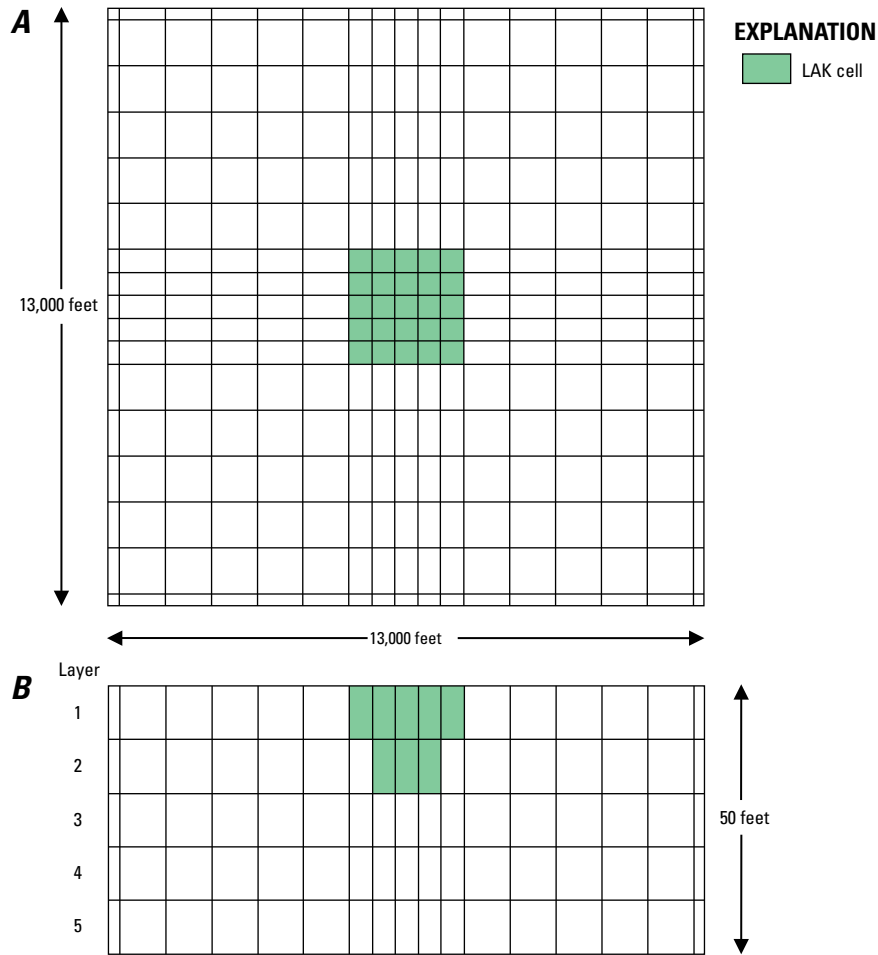 A
EXPLANATION
LAK cell
13,000 feet
13,000 feet
B
Layer
1
2
3
4
5
50 feet